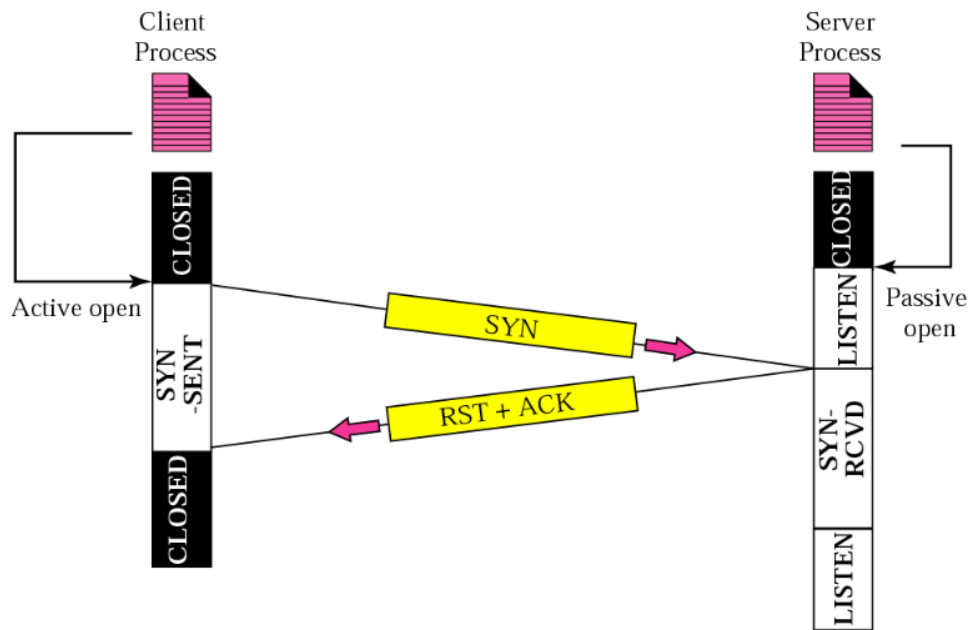 Client
Process
Server
Process
CLOSED
CLOSED
Active open
Passive
open
LISTEN
SYN
SYN
-SENT
RST + ACK
SYN-
RCVD
CLOSED
LISTEN